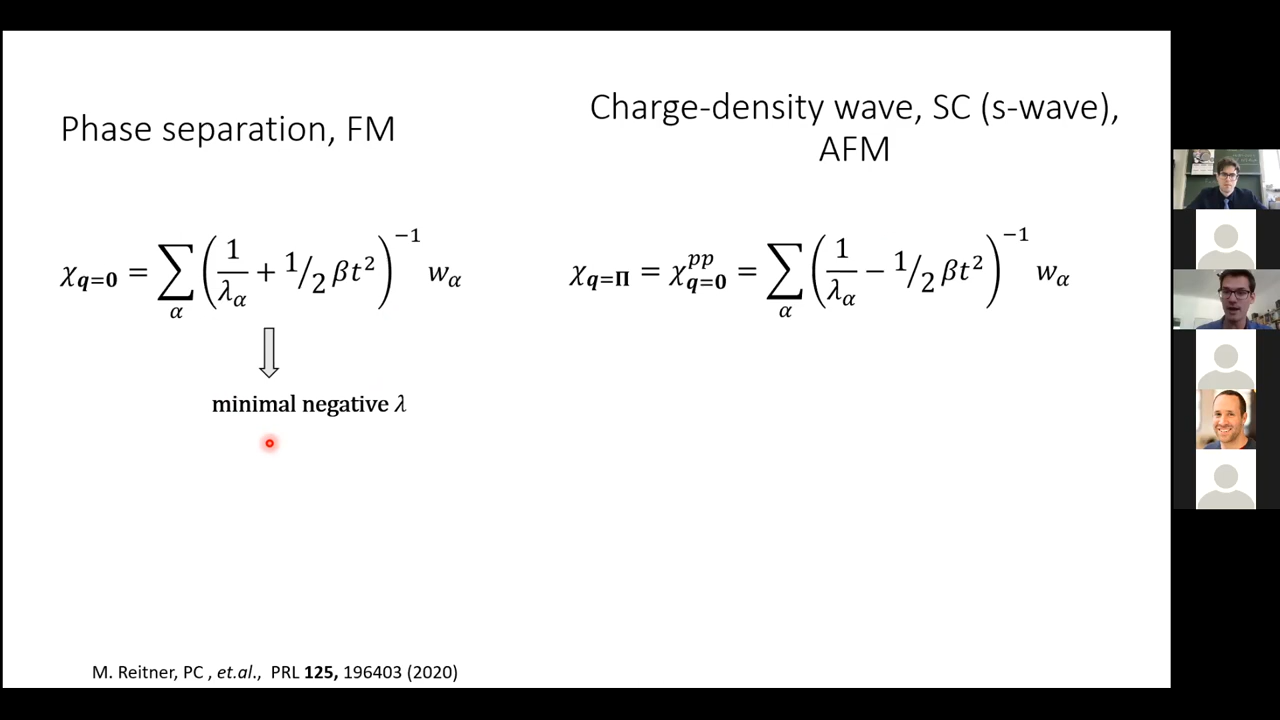 Phase separation, FM
χ_{q=0} = ∑_α (1/λ_α + 1/2 βt²)^{−1} w_α
minimal negative λ
Charge-density wave, SC (s-wave),
AFM
χ_{q=Π} = χ^{pp}_{q=0} = ∑_α (1/λ_α − 1/2 βt²)^{−1} w_α
M. Reitner, PC , et.al., PRL 125, 196403 (2020)